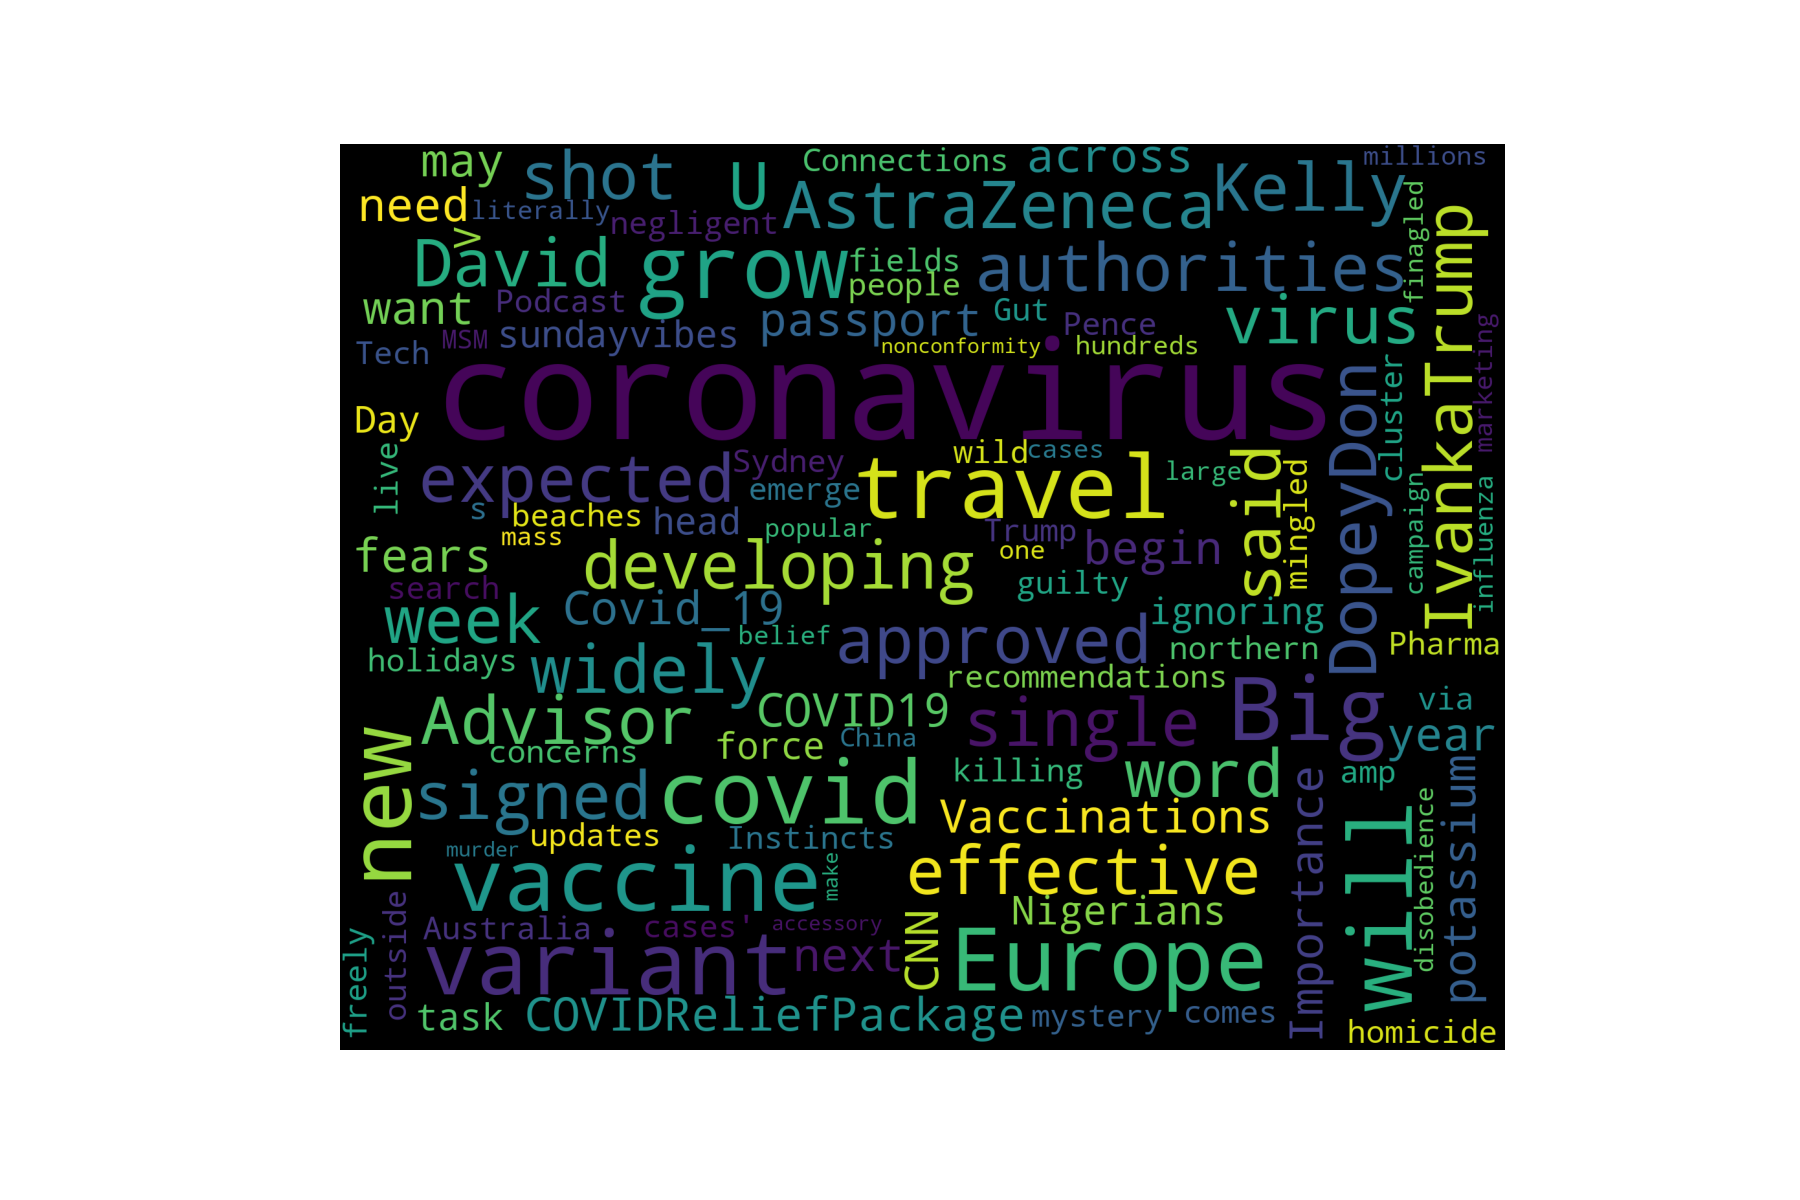 may
shot
U
Connections
across
Kelly
millions
need
literally
negligent
AstraZeneca
finagled
IvankaTrump
v
David
grow
fields
people
authorities
want
Podcast
passport
Gut
Pence
virus
Tech
MSM
sundayvibes
nonconformity
hundreds
marketing
coronavirus
DopeyDon
cluster
Day
live
expected
Sydney
emerge
travel
wild
cases
large
said
mingled
campaign
influenza
s
beaches
head
popular
Trump
begin
mass
one
fears
developing
guilty
search
week
Covid_19
belief
approved
ignoring
northern
Pharma
holidays
widely
recommendations
Advisor
COVID19
single
Big
via
year
concerns
force
China
new
signed
covid
killing
word
amp
potassium
Importance
will
disobedience
updates
Instincts
Vaccinations
murder
vaccine
make
effective
Nigerians
outside
Australia
cases'
accessory
CNN
freely
variant
next
Europe
task
COVIDReliefPackage
mystery
comes
homicide